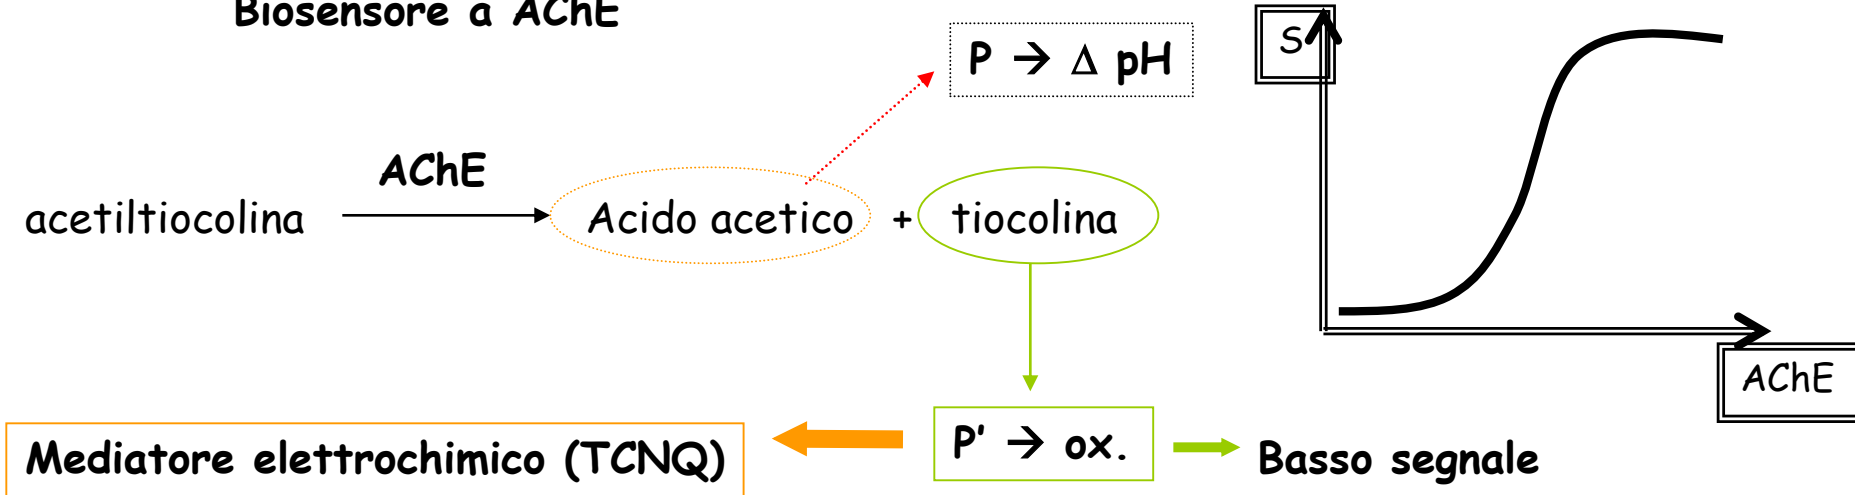 Biosensore a AChE
P → Δ pH
S
AChE
acetiltiocolina
Acido acetico + tiocolina
AChE
Mediatore elettrochimico (TCNQ)
P' → ox.
Basso segnale